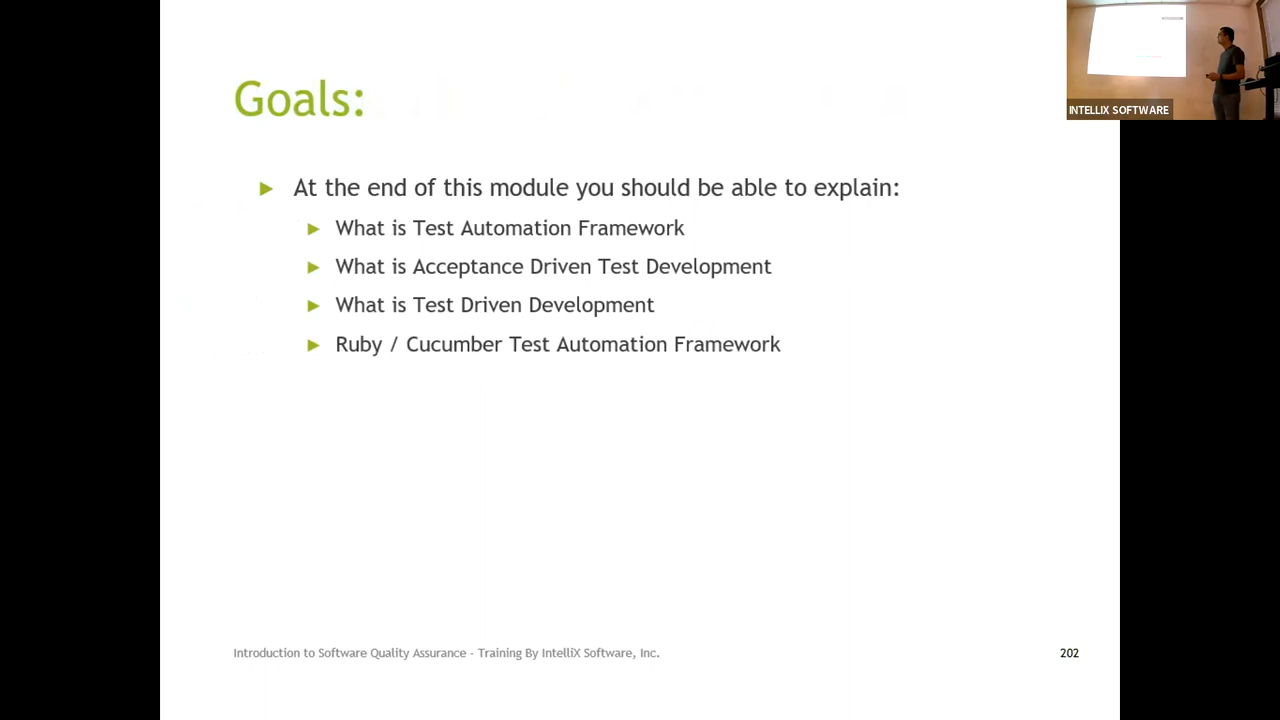 INTELLIX SOFTWARE
Goals:
At the end of this module you should be able to explain:
What is Test Automation Framework
What is Acceptance Driven Test Development
What is Test Driven Development
Ruby / Cucumber Test Automation Framework
Introduction to Software Quality Assurance - Training By IntelliX Software, Inc.
202